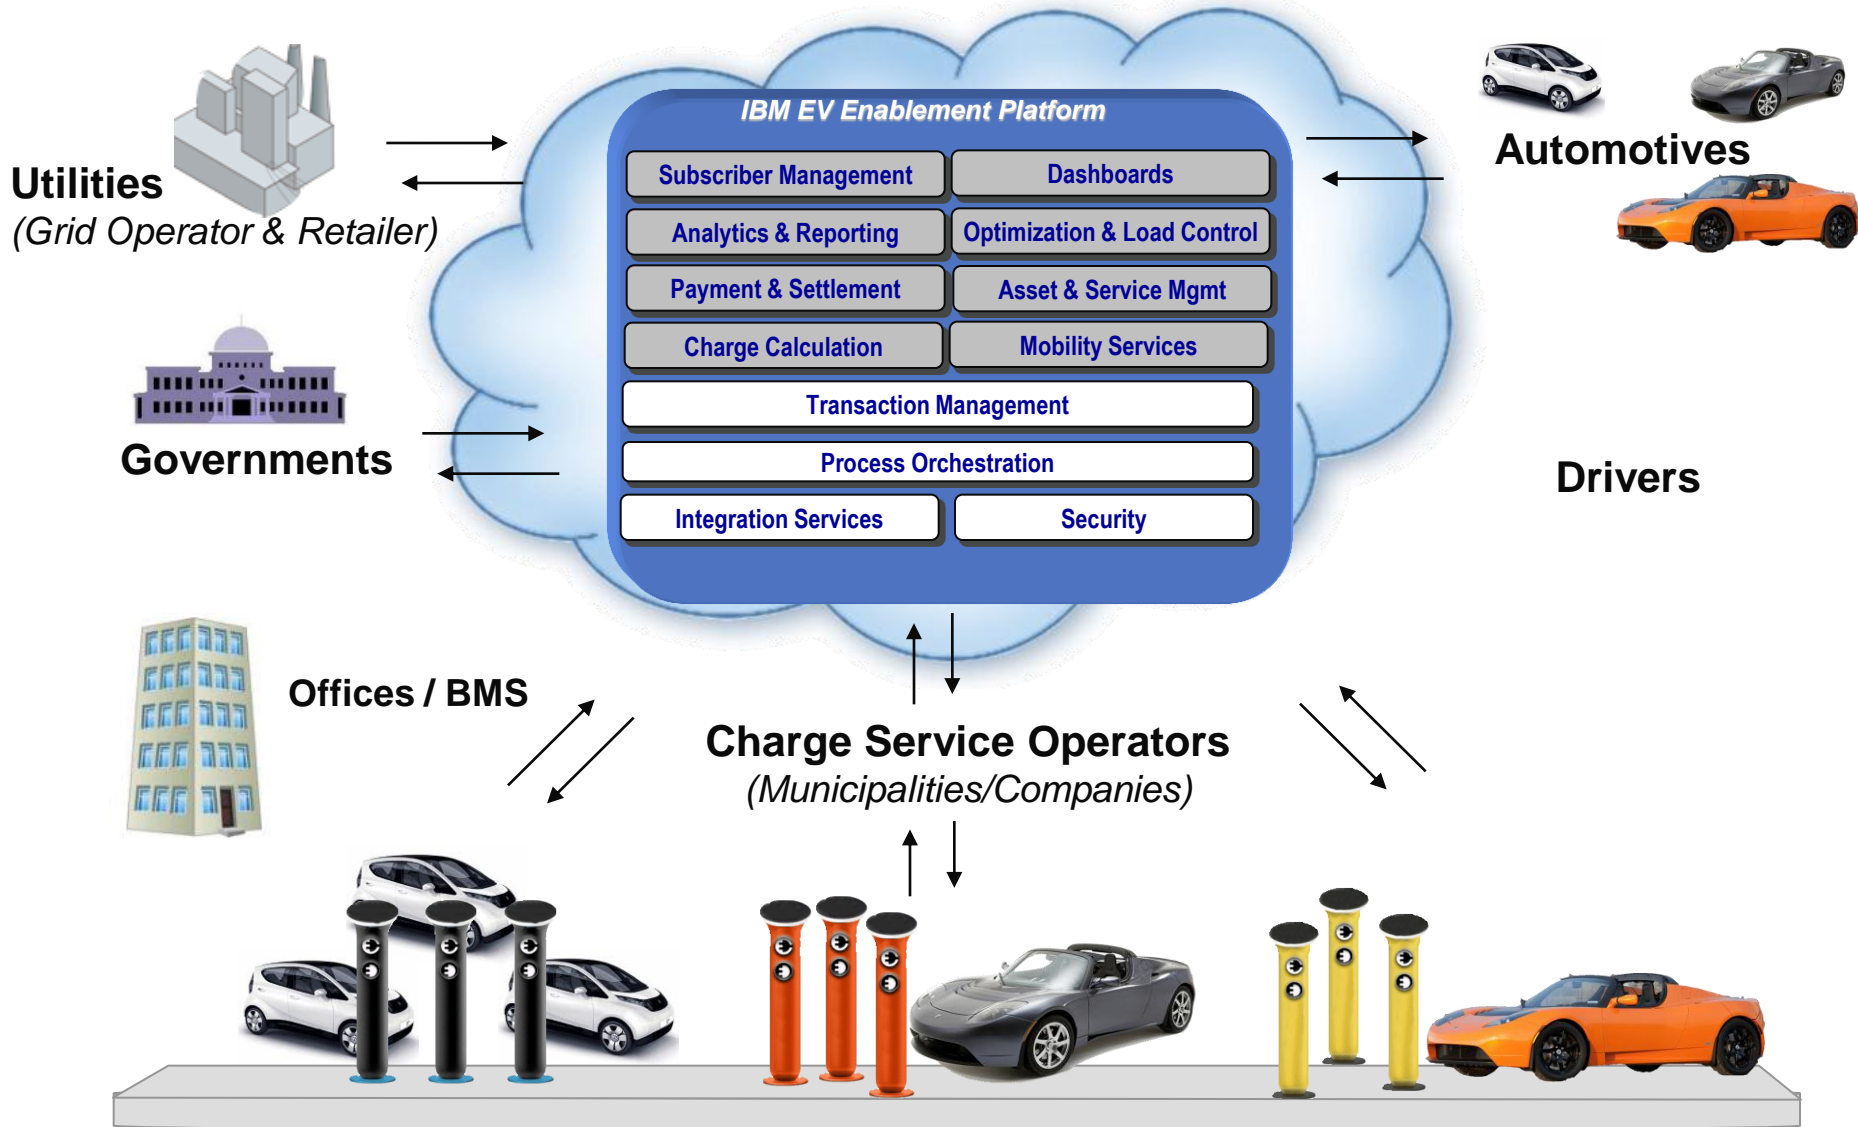 IBM EV Enablement Platform
Automotives
Utilities
(Grid Operator & Retailer)
Subscriber Management
Dashboards
Analytics & Reporting
Optimization & Load Control
Payment & Settlement
Asset & Service Mgmt
Charge Calculation
Mobility Services
Transaction Management
Process Orchestration
Integration Services
Security
Governments
Drivers
Offices / BMS
Charge Service Operators
(Municipalities/Companies)